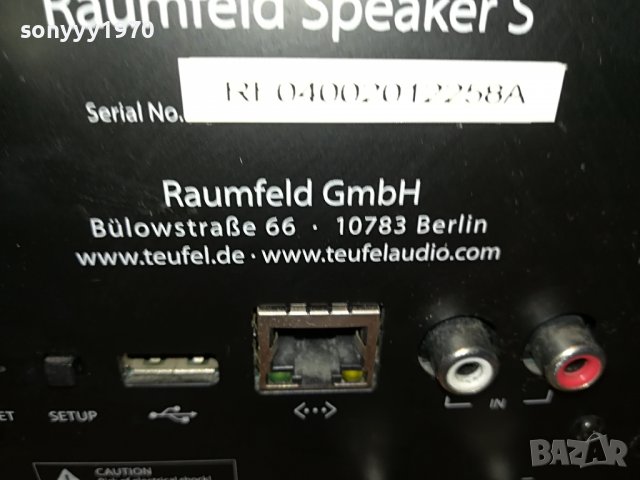 sonyyy1970
Raumfeld Speaker S
Serial No. RF04002012258A
Raumfeld GmbH
Bülowstraße 66 · 10783 Berlin
www.teufel.de · www.teufelaudio.com
SETUP
IN
CAUTION
BAZAR